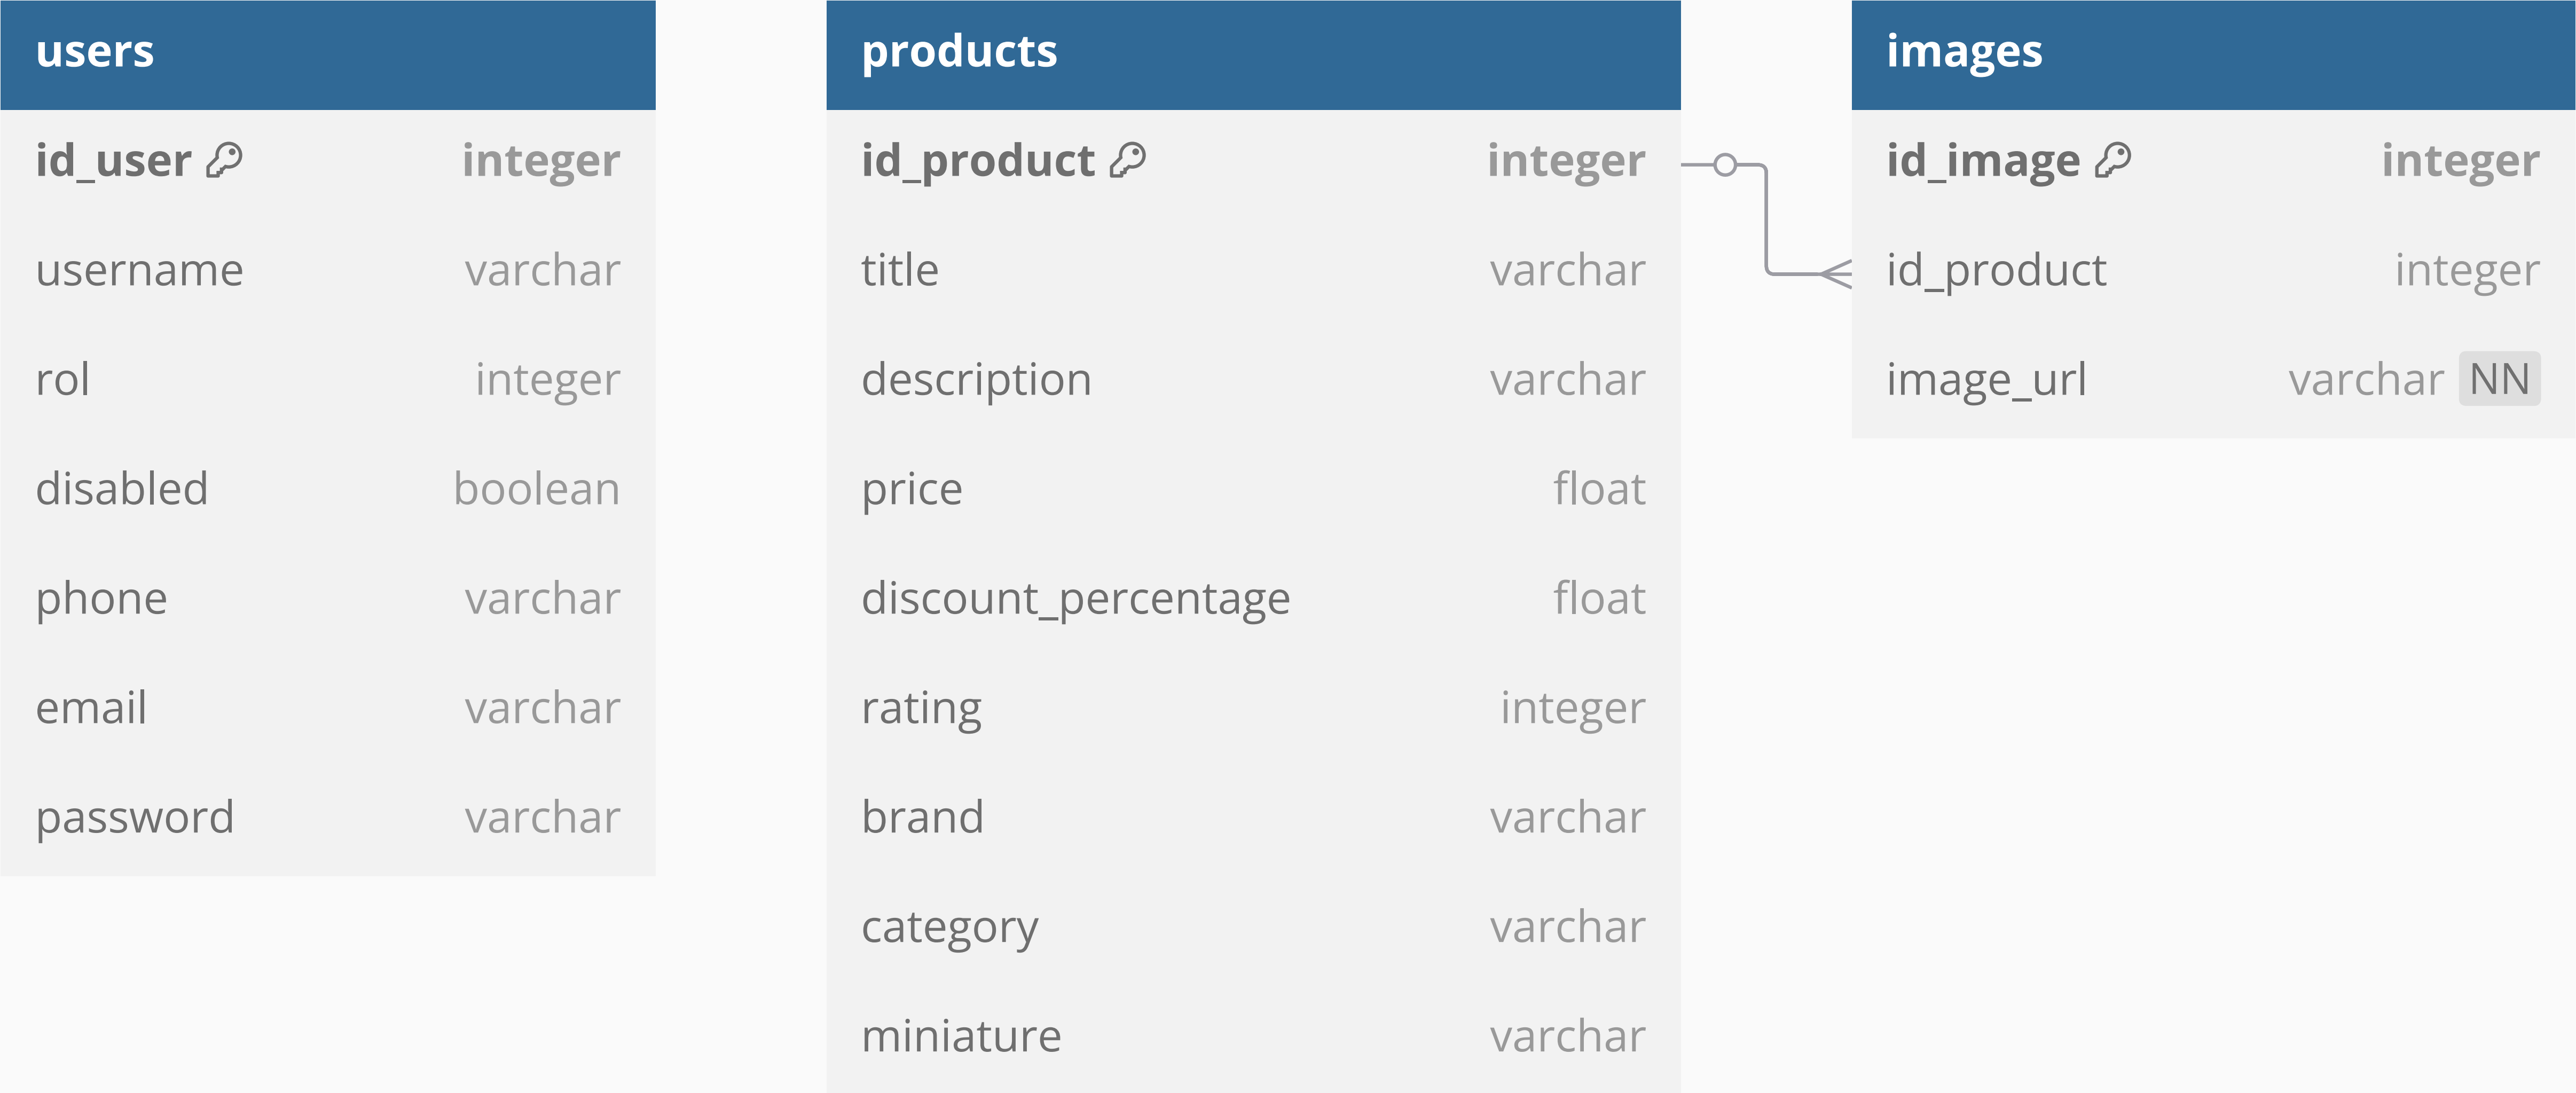 users
id_user integer
username varchar
rol integer
disabled boolean
phone varchar
email varchar
password varchar
products
id_product integer
title varchar
description varchar
price float
discount_percentage float
rating integer
brand varchar
category varchar
miniature varchar
images
id_image integer
id_product integer
image_url varchar NN